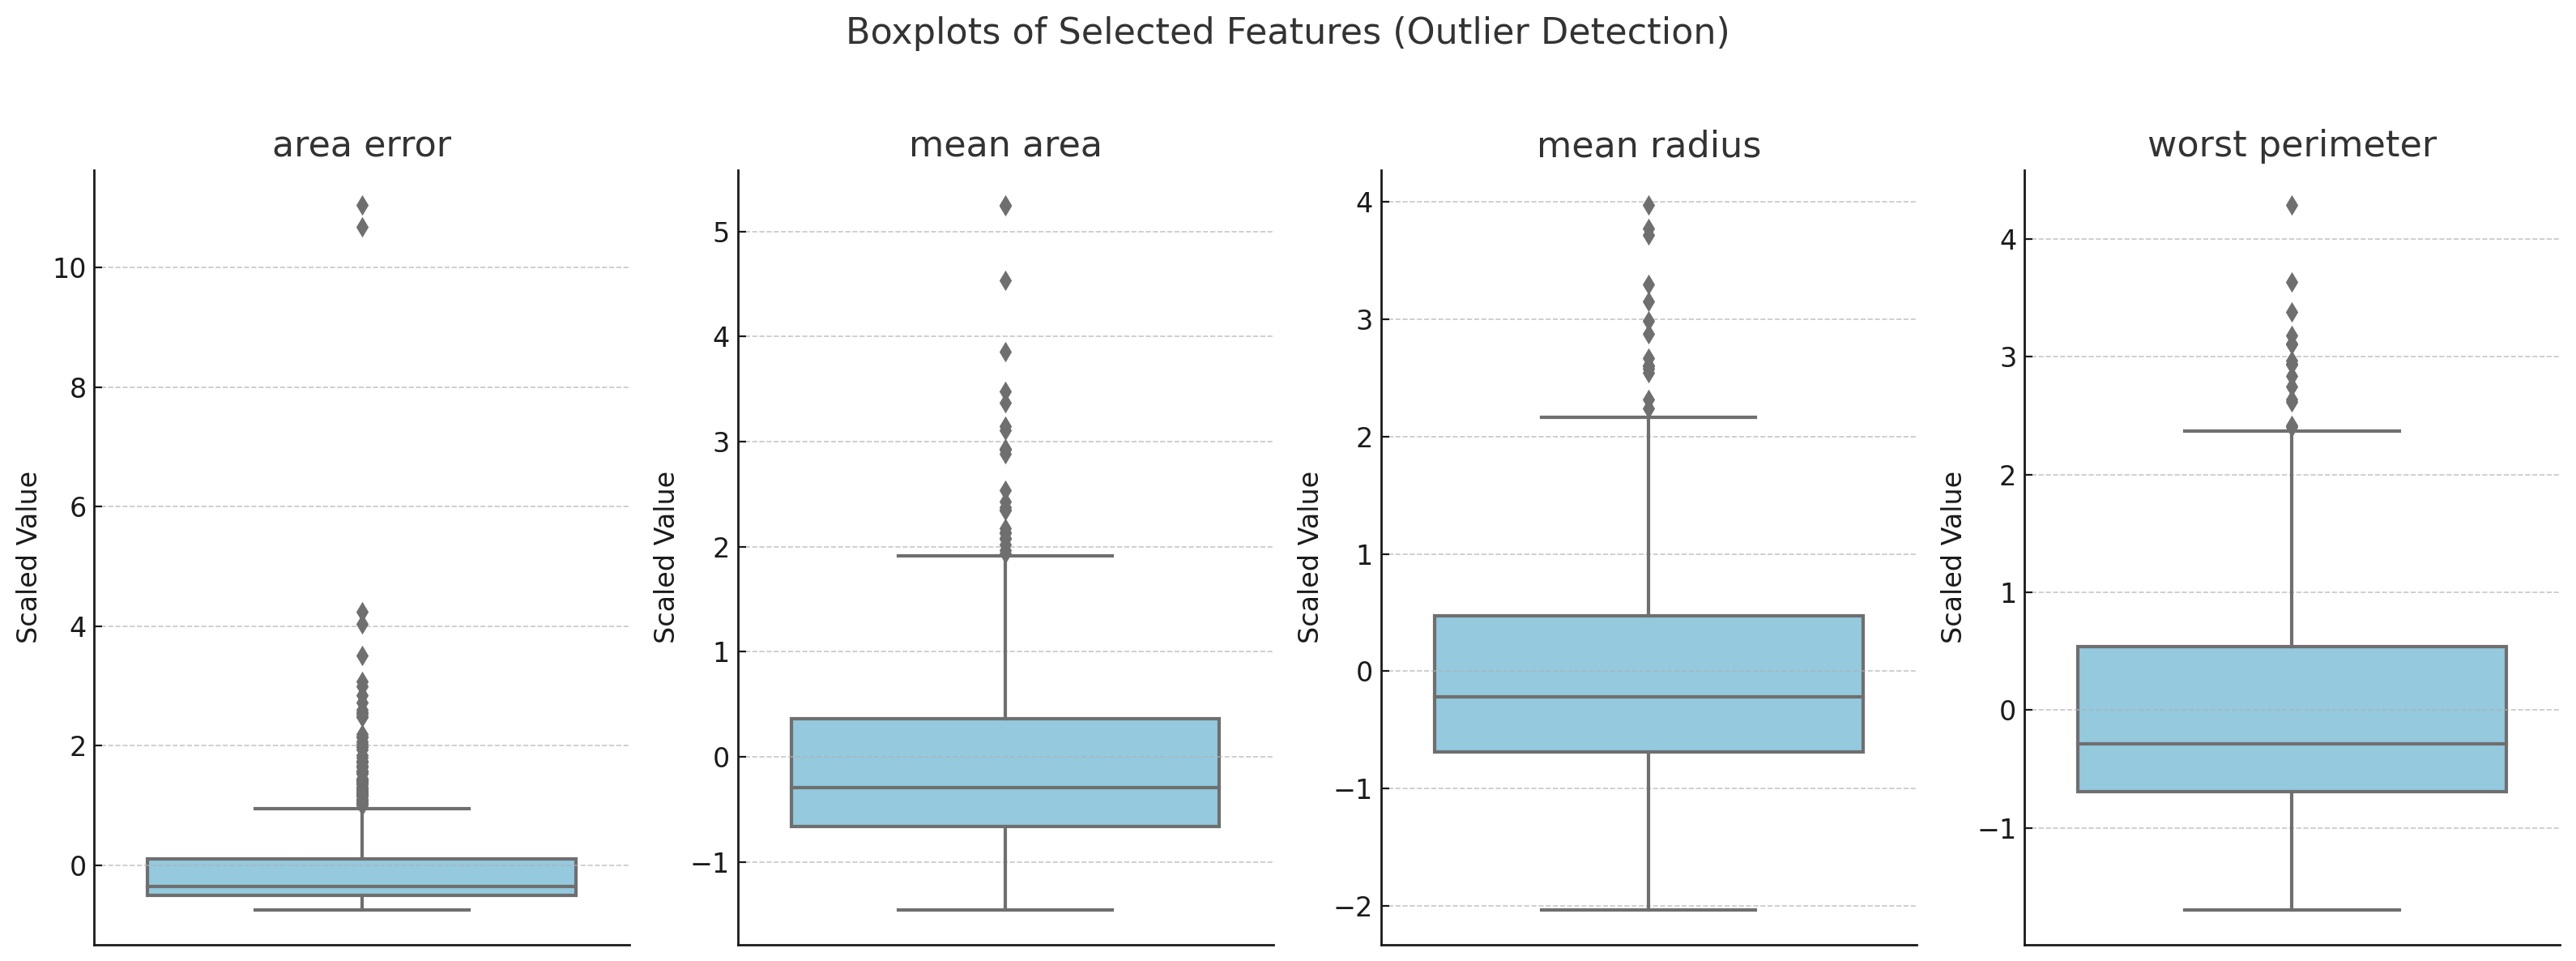 Boxplots of Selected Features (Outlier Detection)
area error
Scaled Value
10
8
6
4
2
0
mean area
Scaled Value
5
4
3
2
1
0
−1
mean radius
Scaled Value
4
3
2
1
0
−1
−2
worst perimeter
Scaled Value
4
3
2
1
0
−1